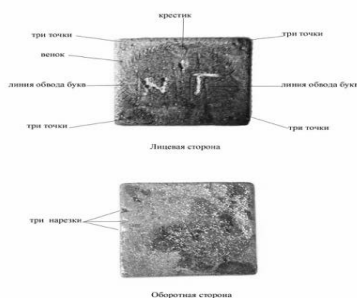 крестик
три точки три точки
венок
линия обвода букв линия обвода букв
N Г
три точки три точки
Лицевая сторона
три нарезки
Оборотная сторона